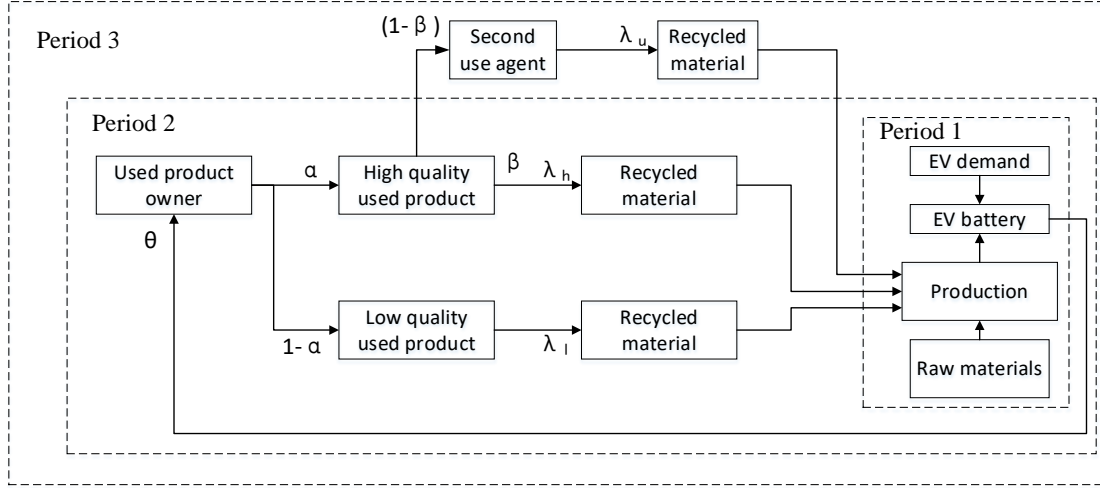 Period 3
(1- β)
Second
use agent
λ u
Recycled
material
Period 2
Period 1
Used product
owner
α
High quality
used product
β
λ h
Recycled
material
EV demand
EV battery
θ
Production
1- α
Low quality
used product
λ l
Recycled
material
Raw materials